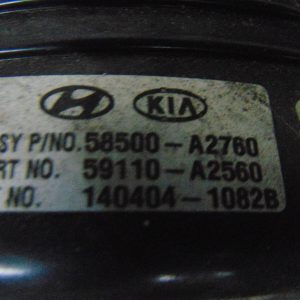 KIA
SY P/NO. 58500-A2760
RT NO. 59110-A2560
NO. 140404-1082B